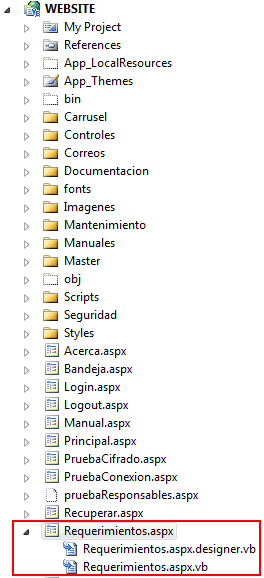 WEBSITE
My Project
References
App_LocalResources
App_Themes
bin
Carrusel
Controles
Correos
Documentacion
fonts
Imagenes
Mantenimiento
Manuales
Master
obj
Scripts
Seguridad
Styles
Acerca.aspx
Bandeja.aspx
Login.aspx
Logout.aspx
Manual.aspx
Principal.aspx
PruebaCifrado.aspx
PruebaConexion.aspx
pruebaResponsables.aspx
Recuperar.aspx
Requerimientos.aspx
Requerimientos.aspx.designer.vb
Requerimientos.aspx.vb